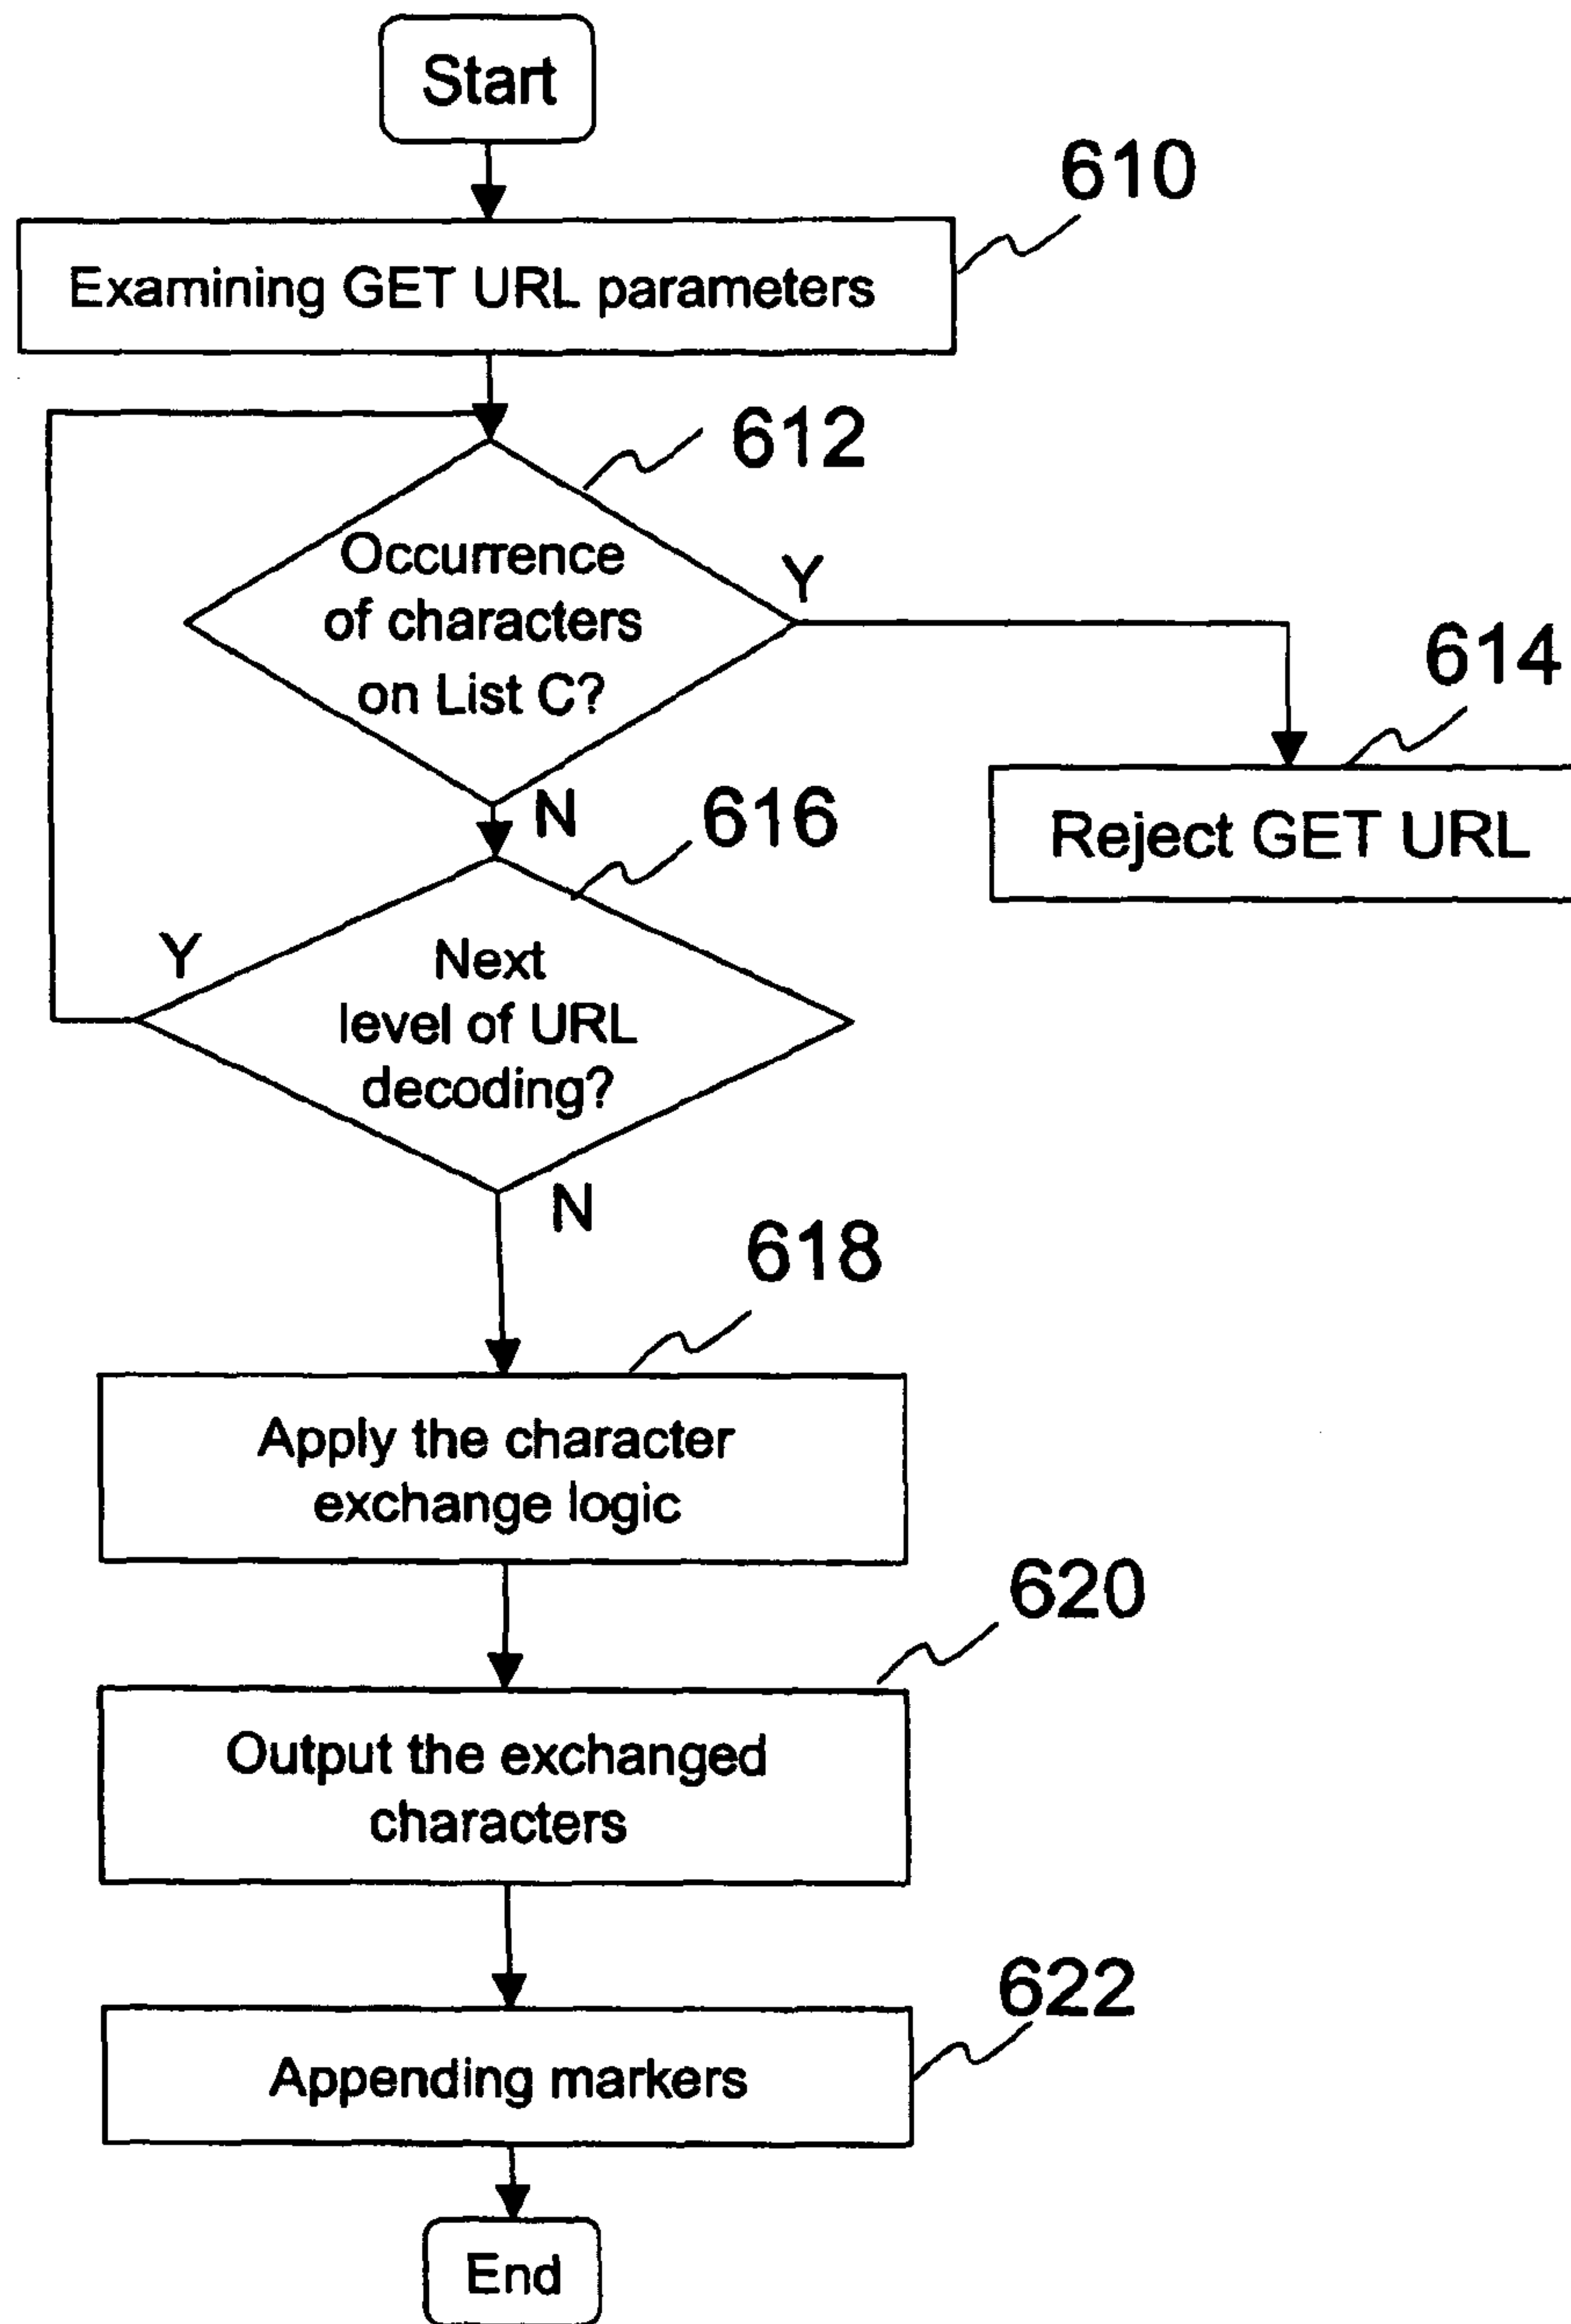 Start
610
Examining GET URL parameters
612
Occurrence
of characters
on List C?
Y
614
Reject GET URL
N
616
Y
Next
level of URL
decoding?
N
618
Apply the character
exchange logic
620
Output the exchanged
characters
622
Appending markers
End